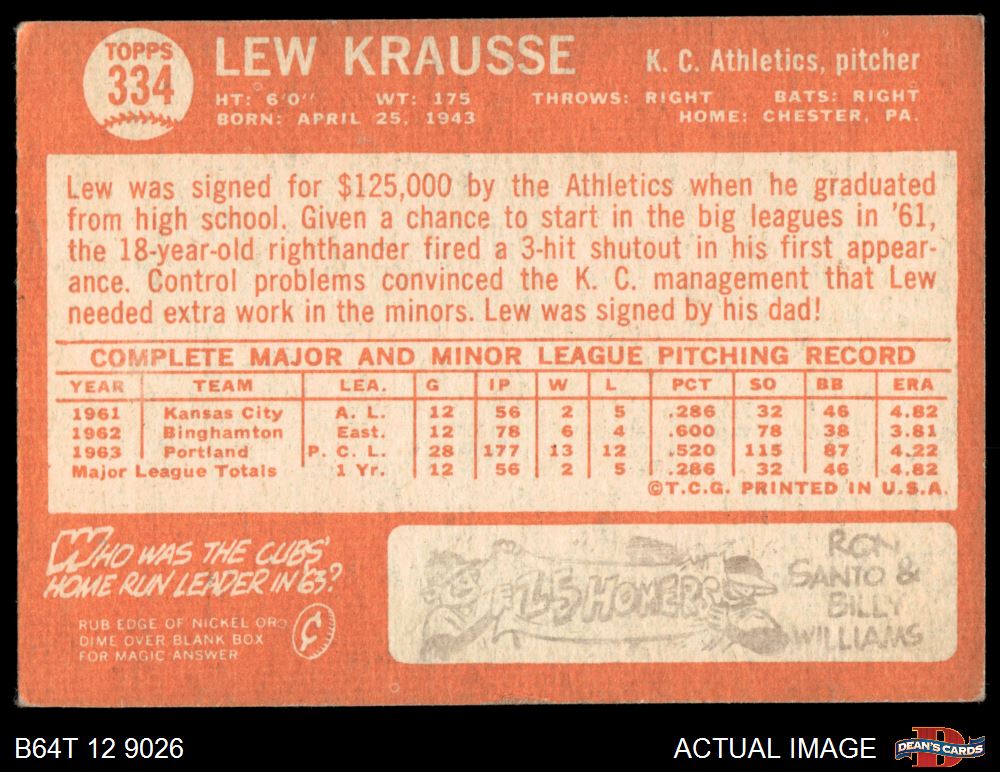 TOPPS
334
LEW KRAUSSE
K. C. Athletics, pitcher
HT: 6'0" WT: 175 THROWS: RIGHT BATS: RIGHT
BORN: APRIL 25, 1943 HOME: CHESTER, PA.
Lew was signed for $125,000 by the Athletics when he graduated
from high school. Given a chance to start in the big leagues in '61,
the 18-year-old righthander fired a 3-hit shutout in his first appear-
ance. Control problems convinced the K. C. management that Lew
needed extra work in the minors. Lew was signed by his dad!
COMPLETE MAJOR AND MINOR LEAGUE PITCHING RECORD
YEAR TEAM LEA. G IP W L PCT SO BB ERA
1961 Kansas City A. L. 12 56 2 5 .286 32 46 4.82
1962 Binghamton East. 12 78 6 4 .600 78 38 3.81
1963 Portland P. C. L. 28 177 13 12 .520 115 87 4.22
Major League Totals 1 Yr. 12 56 2 5 .286 32 46 4.82
©T.C.G. PRINTED IN U.S.A.
WHO WAS THE CUBS'
HOME RUN LEADER IN '63?
RUB EDGE OF NICKEL OR
DIME OVER BLANK BOX
FOR MAGIC ANSWER
¢
25 HOMERS
RON
SANTO &
BILLY
WILLIAMS
B64T 12 9026
ACTUAL IMAGE
D
DEAN'S CARDS